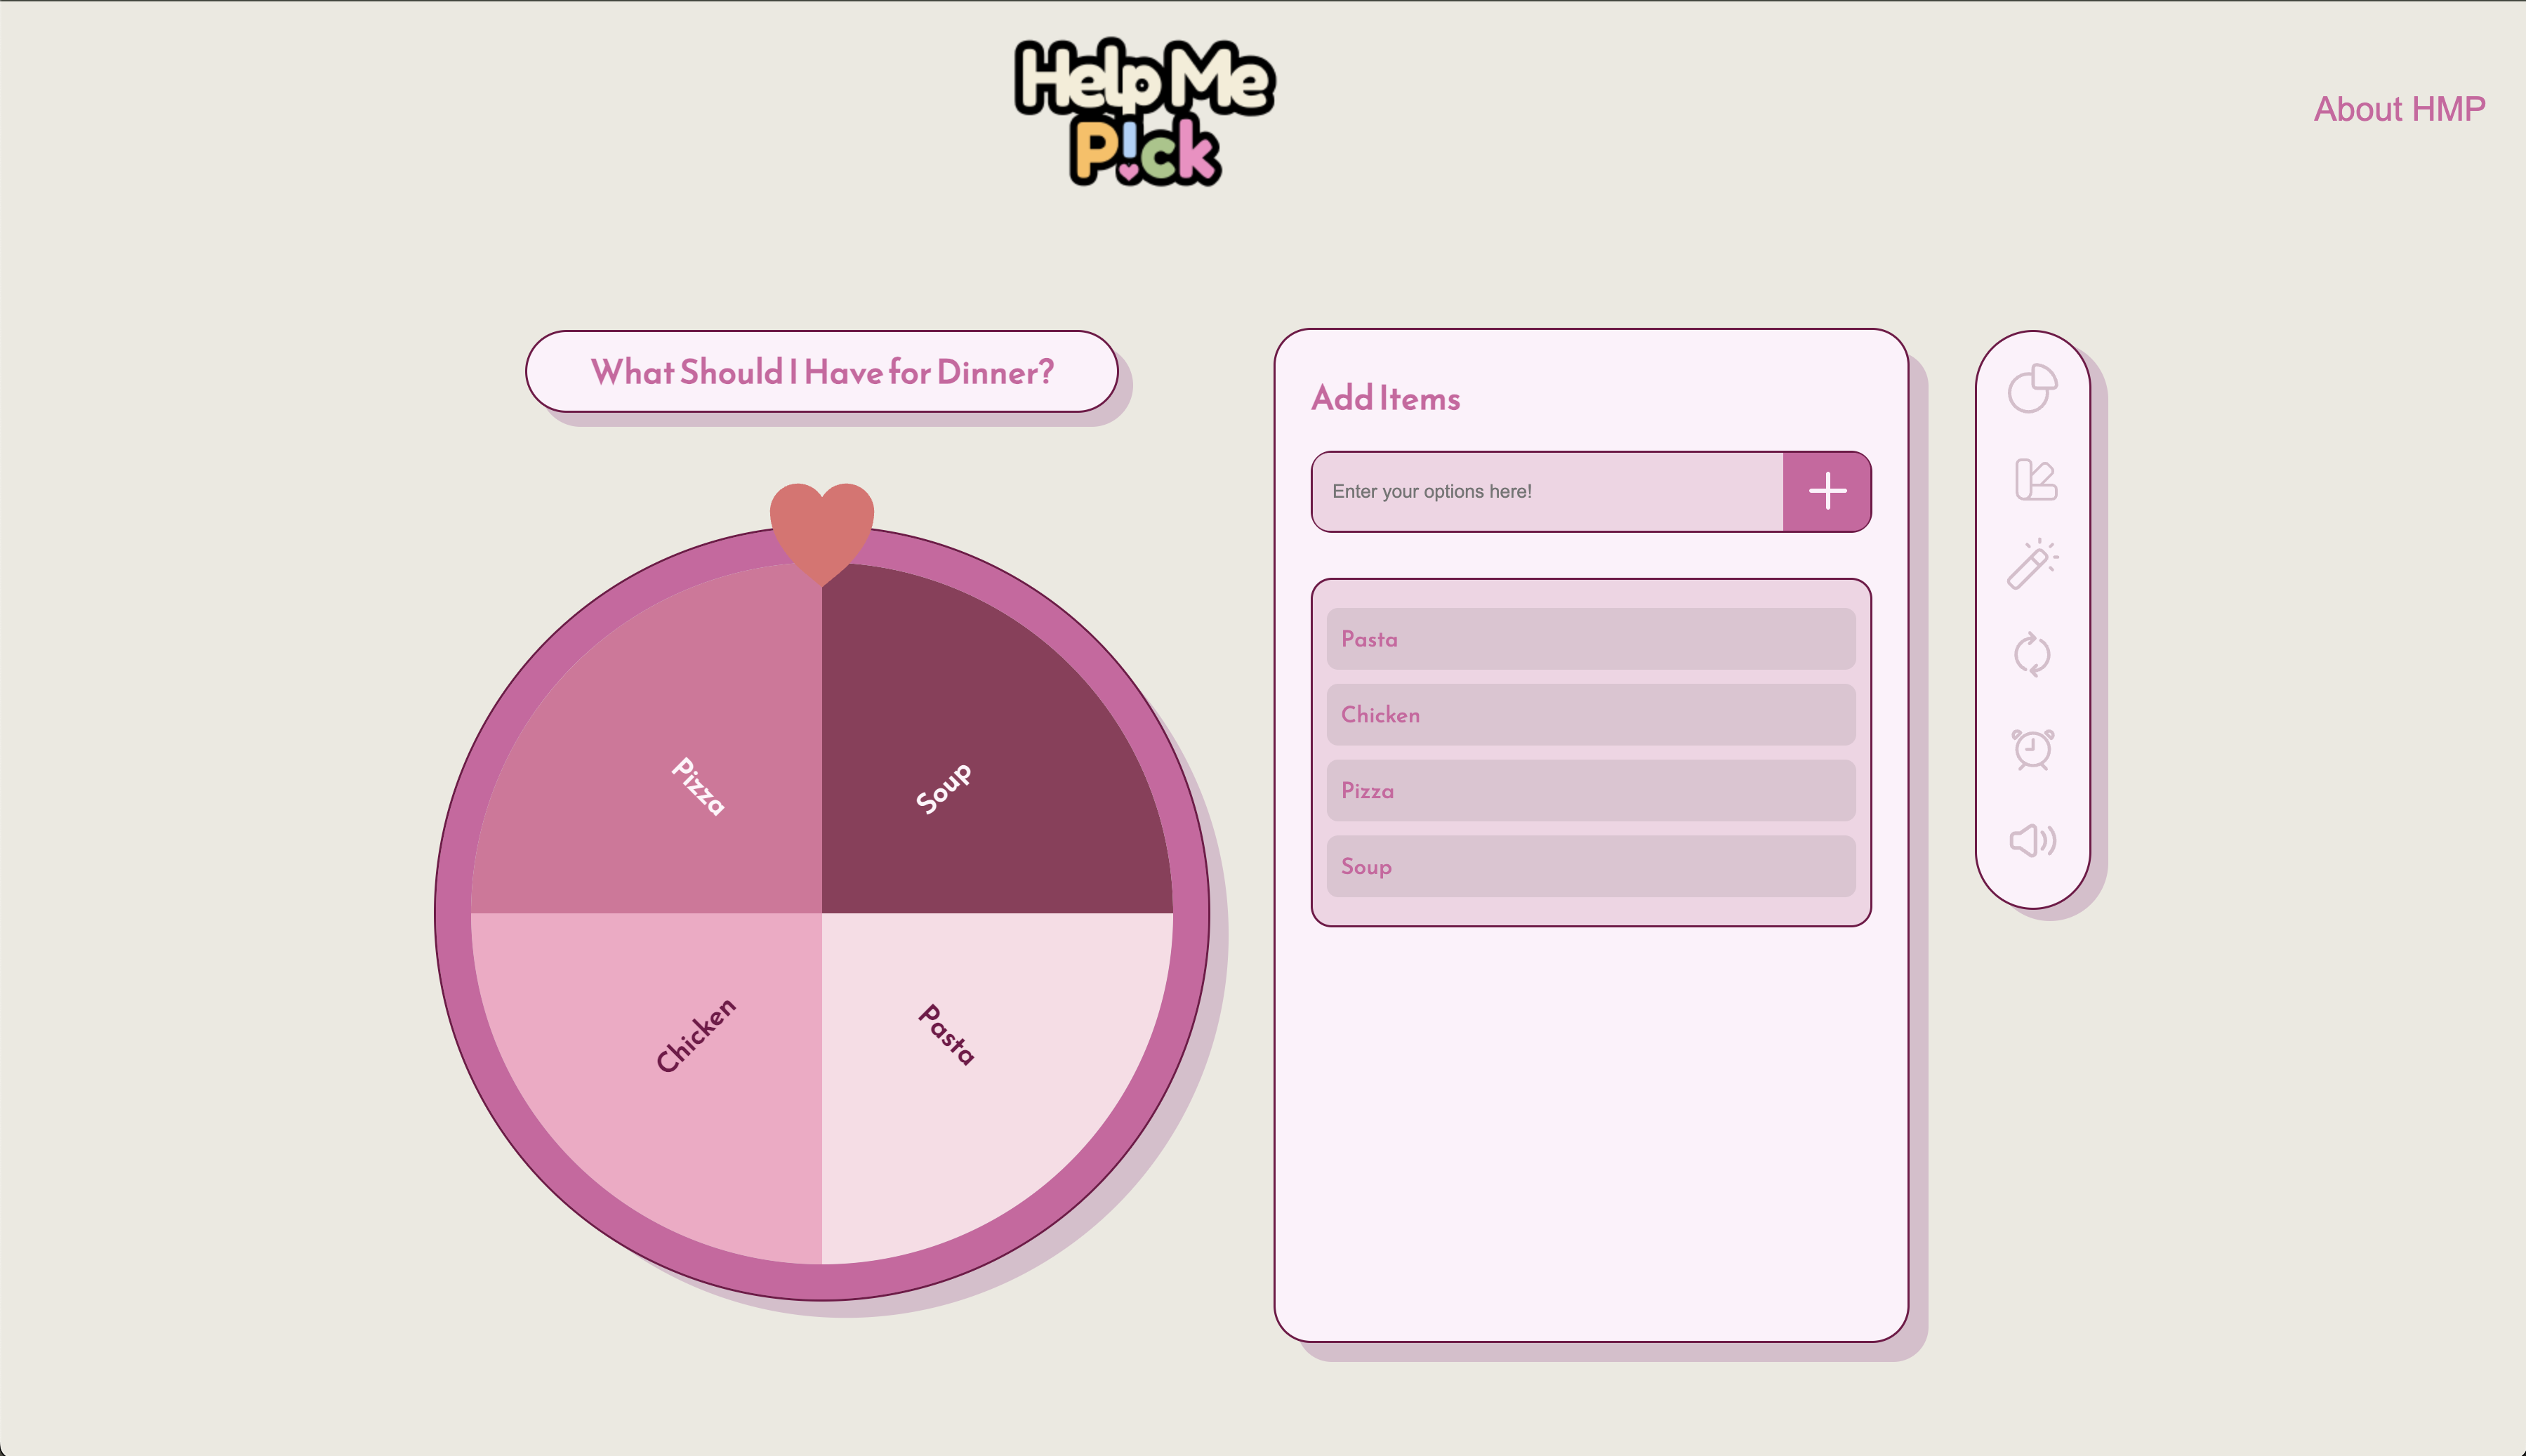 Help Me
P!ck
About HMP
What Should I Have for Dinner?
Pizza
Soup
Chicken
Pasta
Add Items
Enter your options here!
Pasta
Chicken
Pizza
Soup